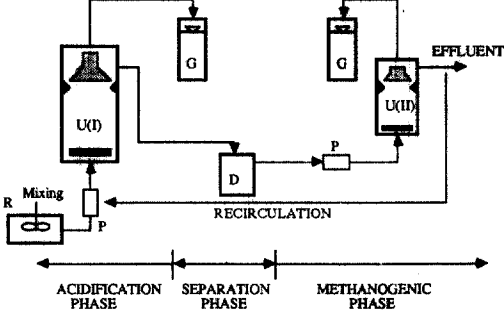 G
G
EFFLUENT
U(I)
U(II)
P
D
R
Mixing
P
RECIRCULATION
ACIDIFICATION
PHASE
SEPARATION
PHASE
METHANOGENIC
PHASE